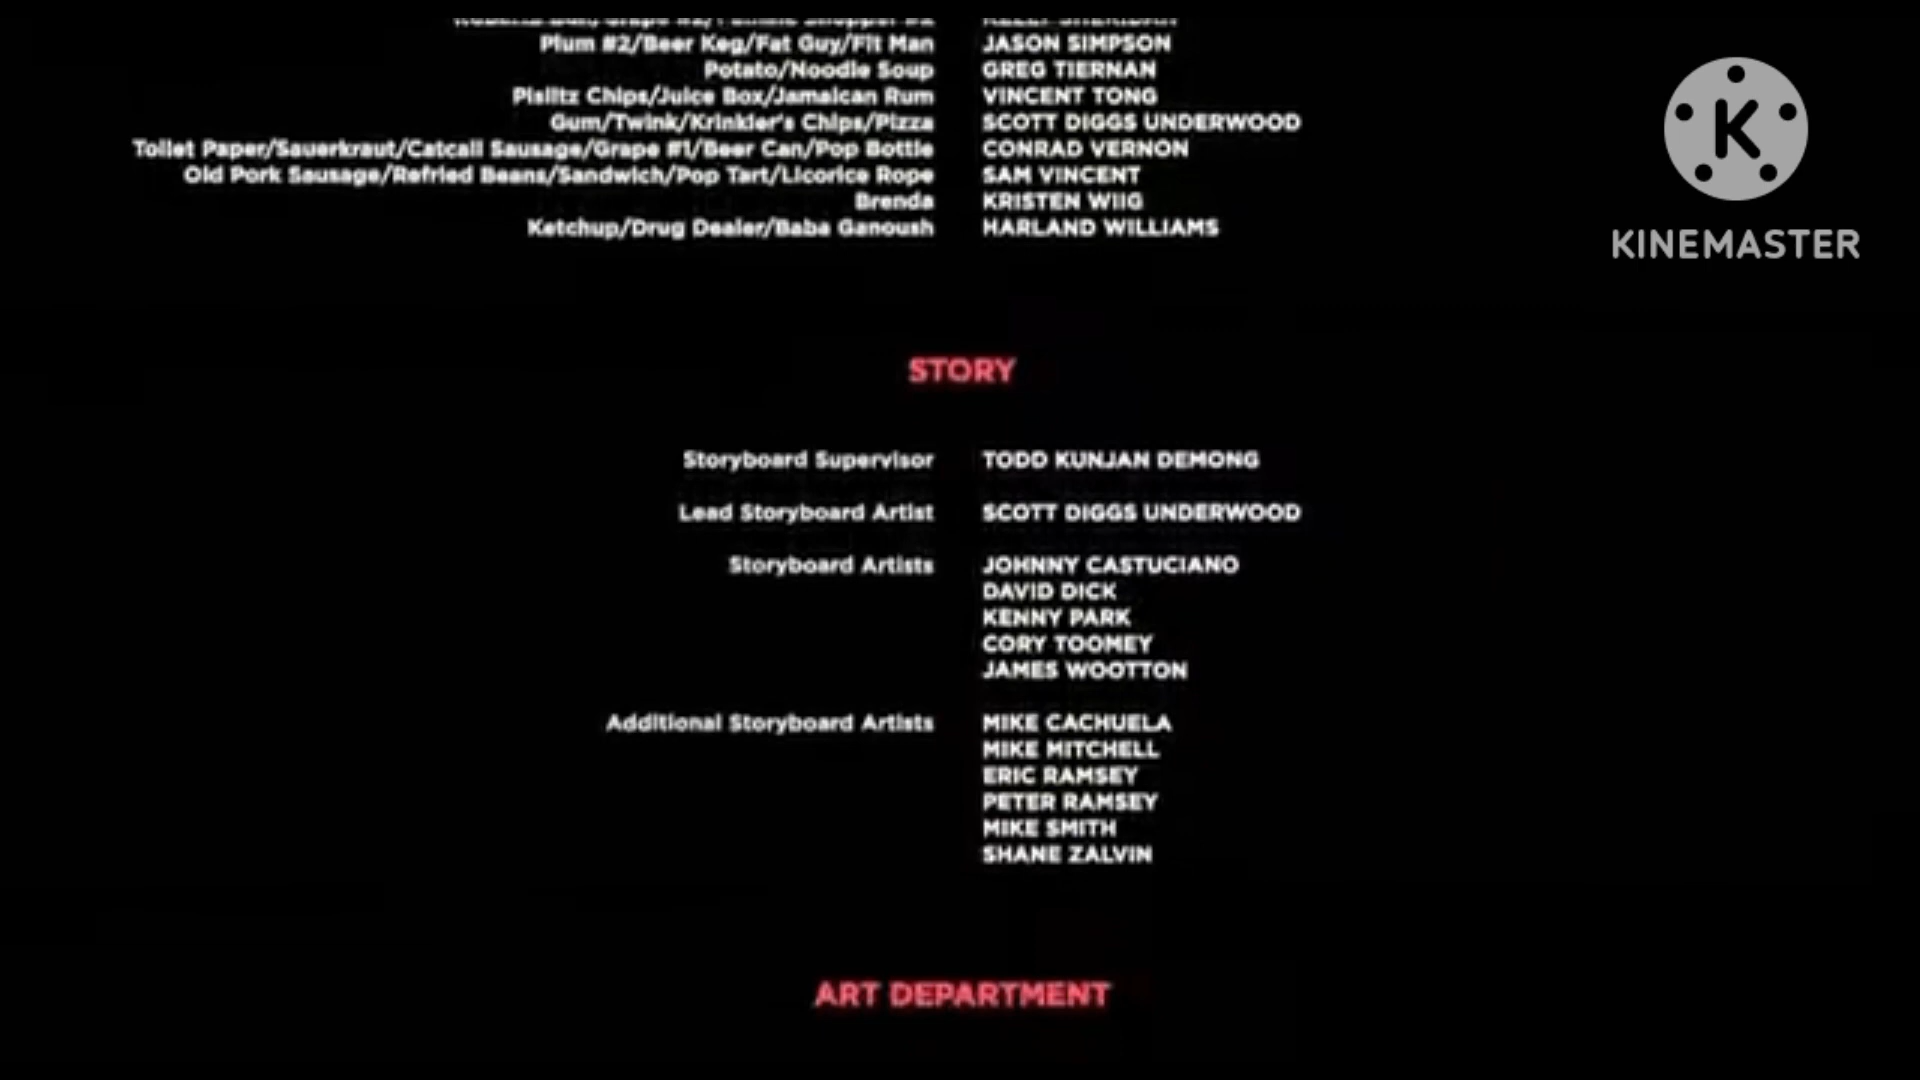 Plum #2/Beer Keg/Fat Guy/Fit Man JASON SIMPSON
Potato/Noodle Soup GREG TIERNAN
Pislitz Chips/Juice Box/Jamaican Rum VINCENT TONG
Gum/Twink/Krinkler's Chips/Pizza SCOTT DIGGS UNDERWOOD
Toilet Paper/Sauerkraut/Catcall Sausage/Grape #1/Beer Can/Pop Bottle CONRAD VERNON
Old Pork Sausage/Refried Beans/Sandwich/Pop Tart/Licorice Rope SAM VINCENT
Brenda KRISTEN WIIG
Ketchup/Drug Dealer/Baba Ganoush HARLAND WILLIAMS
K
KINEMASTER
STORY
Storyboard Supervisor TODD KUNJAN DEMONG
Lead Storyboard Artist SCOTT DIGGS UNDERWOOD
Storyboard Artists JOHNNY CASTUCIANO
DAVID DICK
KENNY PARK
CORY TOOMEY
JAMES WOOTTON
Additional Storyboard Artists MIKE CACHUELA
MIKE MITCHELL
ERIC RAMSEY
PETER RAMSEY
MIKE SMITH
SHANE ZALVIN
ART DEPARTMENT